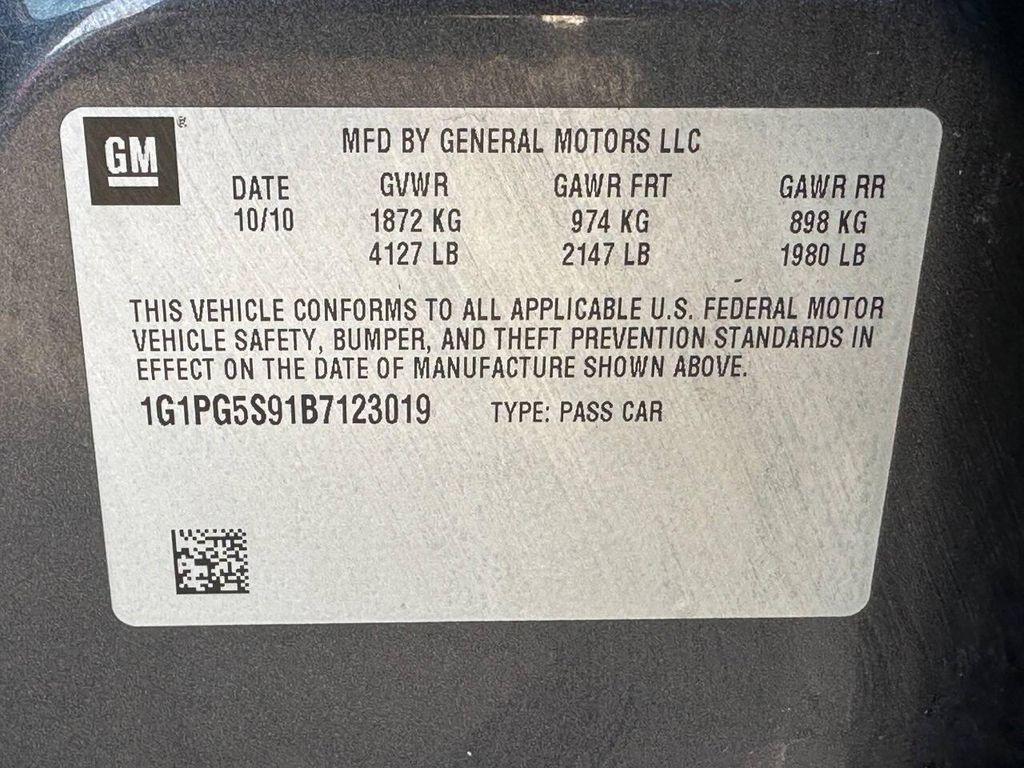 GM®
MFD BY GENERAL MOTORS LLC
DATE GVWR GAWR FRT GAWR RR
10/10 1872 KG 974 KG 898 KG
4127 LB 2147 LB 1980 LB
THIS VEHICLE CONFORMS TO ALL APPLICABLE U.S. FEDERAL MOTOR
VEHICLE SAFETY, BUMPER, AND THEFT PREVENTION STANDARDS IN
EFFECT ON THE DATE OF MANUFACTURE SHOWN ABOVE.
1G1PG5S91B7123019 TYPE: PASS CAR